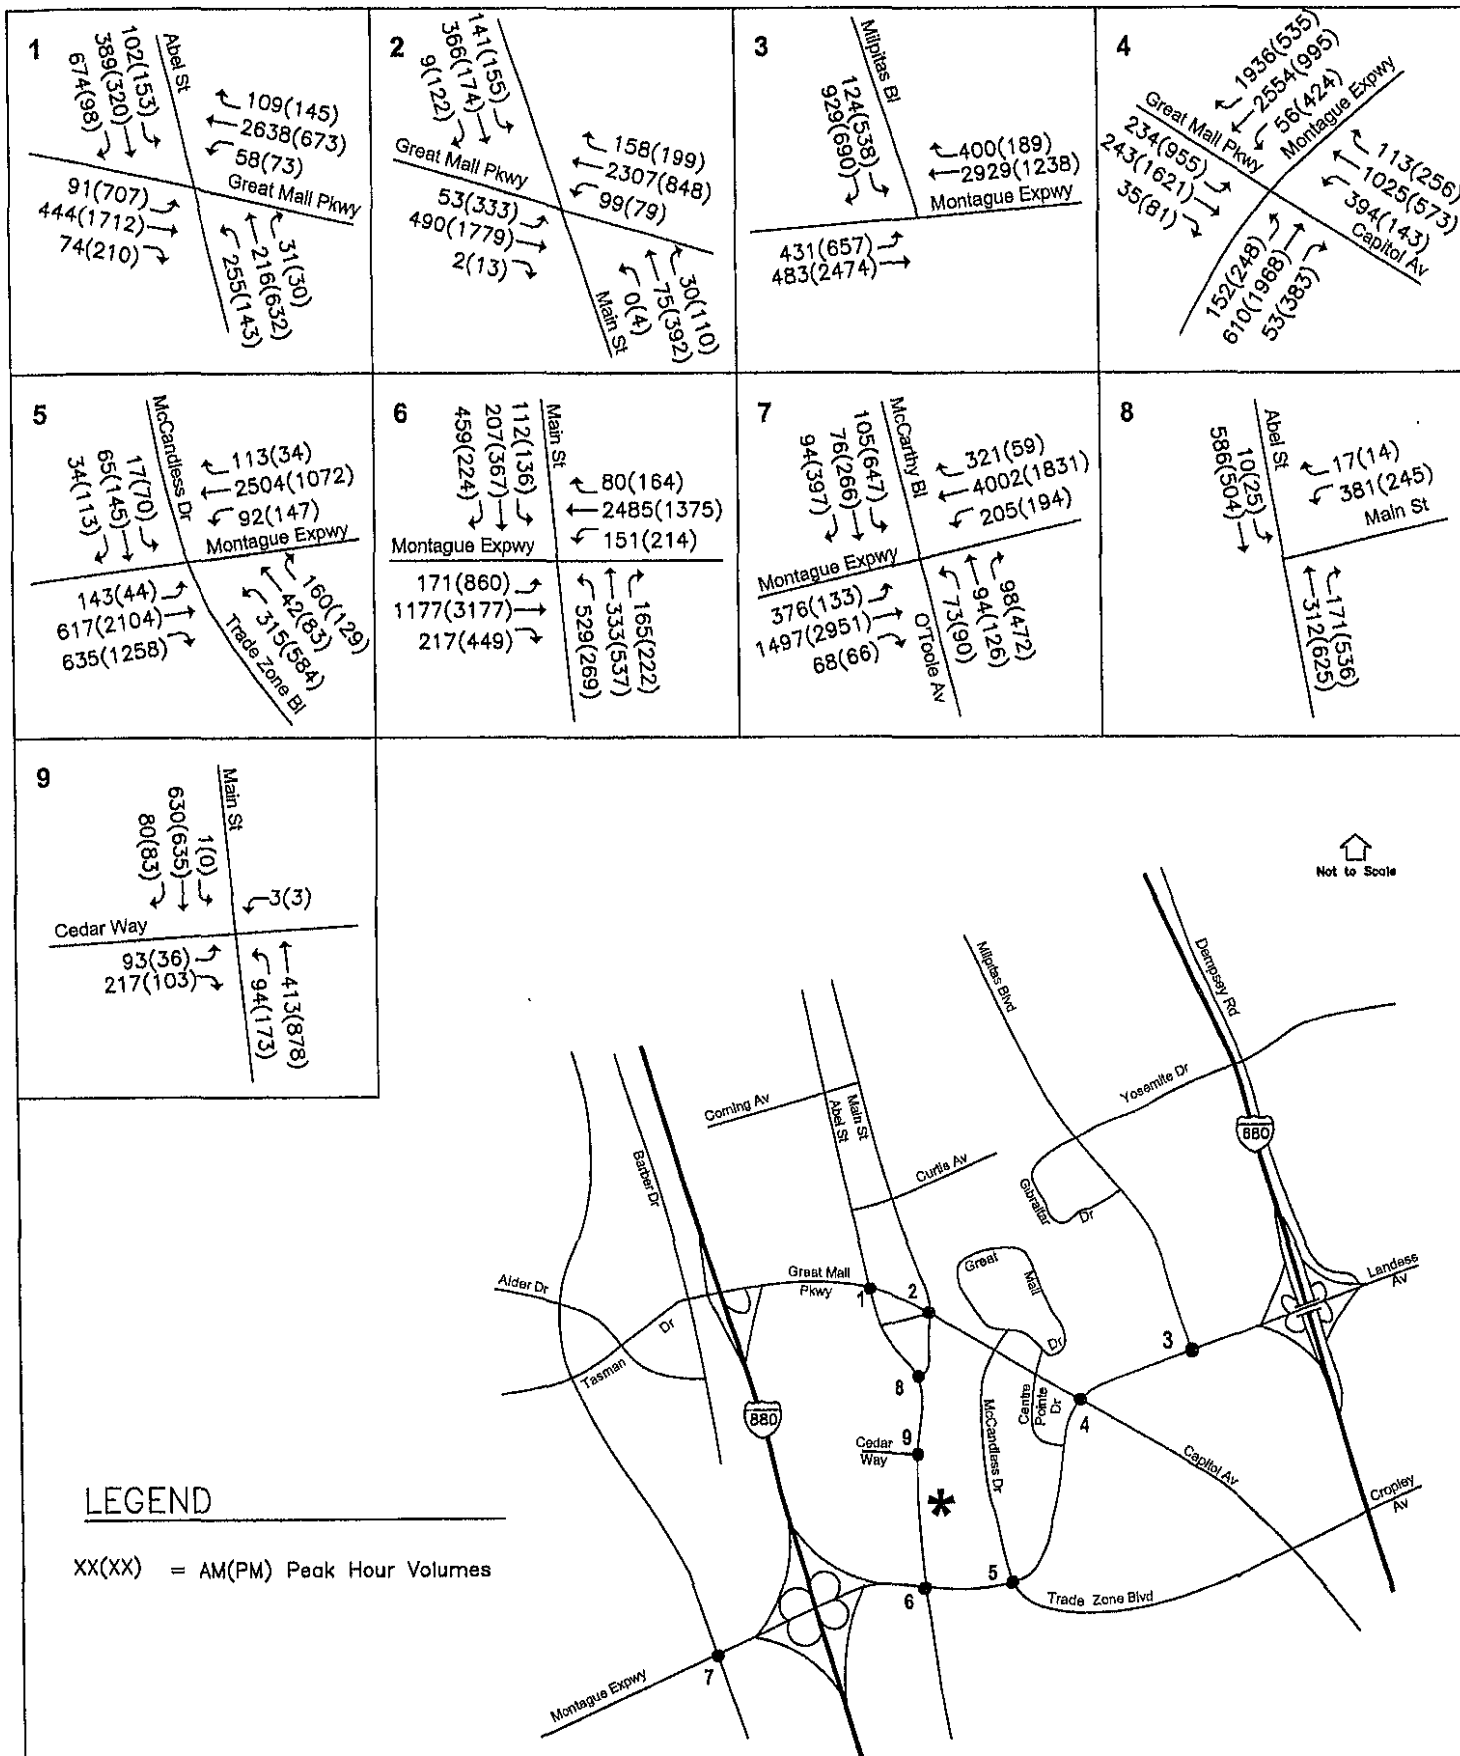 1
Abel St
102(153)
389(320)
674(98)
109(145)
2638(673)
58(73)
Great Mall Pkwy
91(707)
444(1712)
74(210)
31(30)
216(632)
255(143)
2
141(155)
366(174)
9(122)
Great Mall Pkwy
158(199)
2307(848)
99(79)
53(333)
490(1779)
2(13)
Main St
0(4)
75(392)
30(110)
3
Milpitas Bl
124(538)
929(690)
400(189)
2929(1238)
Montague Expwy
431(657)
483(2474)
4
1936(535)
2554(995)
56(424)
Montague Expwy
Great Mall Pkwy
234(955)
243(1621)
35(81)
113(256)
1025(573)
394(143)
Capitol Av
152(248)
610(1968)
53(383)
5
McCandless Dr
17(70)
65(145)
34(113)
113(34)
2504(1072)
92(147)
Montague Expwy
143(44)
617(2104)
635(1258)
160(129)
42(83)
315(584)
Trade Zone Bl
6
Main St
112(136)
207(367)
459(224)
80(164)
2485(1375)
151(214)
Montague Expwy
171(860)
1177(3177)
217(449)
529(269)
333(537)
165(222)
7
McCarthy Bl
105(647)
76(266)
94(397)
321(59)
4002(1831)
205(194)
Montague Expwy
376(133)
1497(2951)
68(66)
O'Toole Av
73(90)
94(126)
98(472)
8
Abel St
10(25)
586(504)
17(14)
381(245)
Main St
171(536)
312(625)
9
Main St
1(0)
630(635)
80(83)
3(3)
Cedar Way
93(36)
217(103)
94(173)
413(878)
Not to Scale
Dempsey Rd
Milpitas Blvd
Yosemite Dr
Corning Av
Main St
Abel St
880
Barber Dr
Curtis Av
Gibraltar
Dr
Great
Mall
Dr
Great Mall
Pkwy
Alder Dr
Tasman
Dr
Landess
Av
1
2
3
8
4
880
Centre
Pointe
Dr
McCandless Dr
Cedar
Way
9
Capitol Av
Cropley
Av
*
5
6
Trade Zone Blvd
7
Montague Expwy
LEGEND
XX(XX) = AM(PM) Peak Hour Volumes